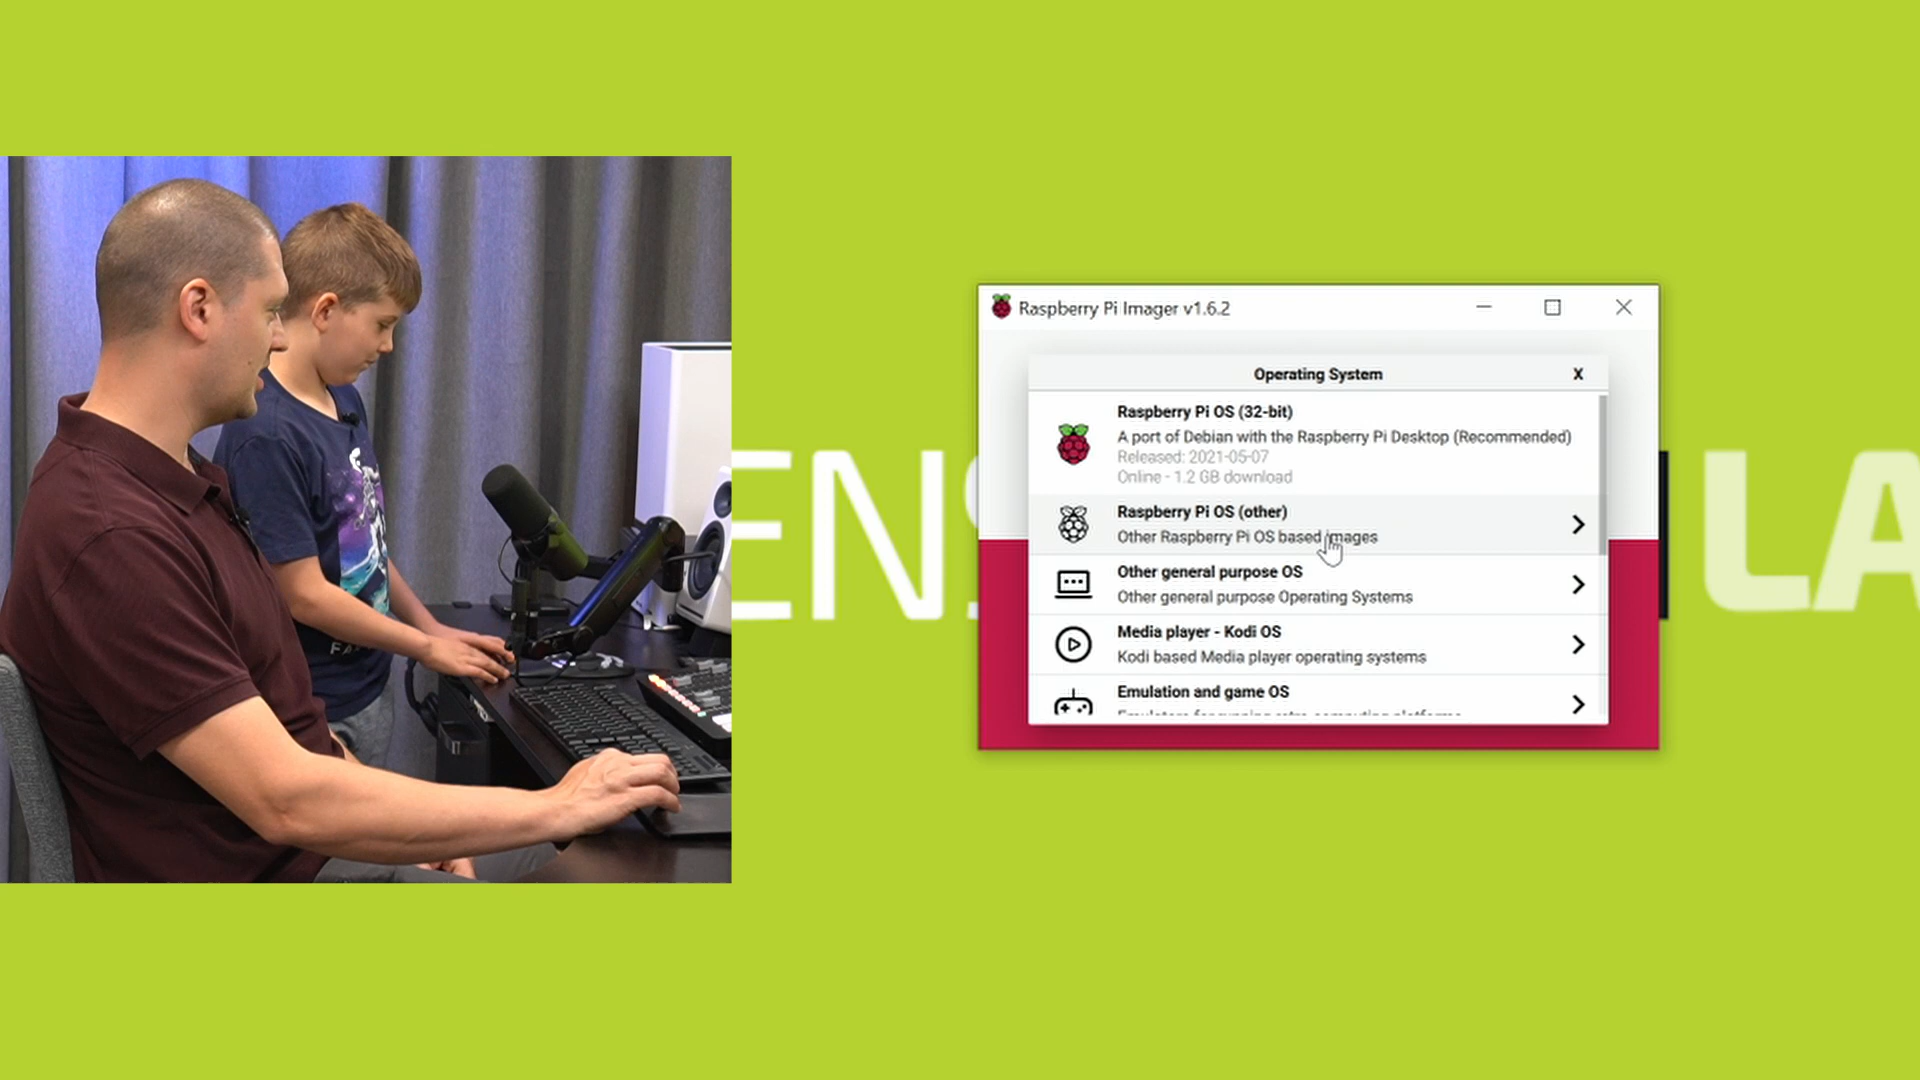 Raspberry Pi Imager v1.6.2
Operating System
X
Raspberry Pi OS (32-bit)
A port of Debian with the Raspberry Pi Desktop (Recommended)
Released: 2021-05-07
Online - 1.2 GB download
Raspberry Pi OS (other)
Other Raspberry Pi OS based images
Other general purpose OS
Other general purpose Operating Systems
Media player - Kodi OS
Kodi based Media player operating systems
Emulation and game OS
EN
LA